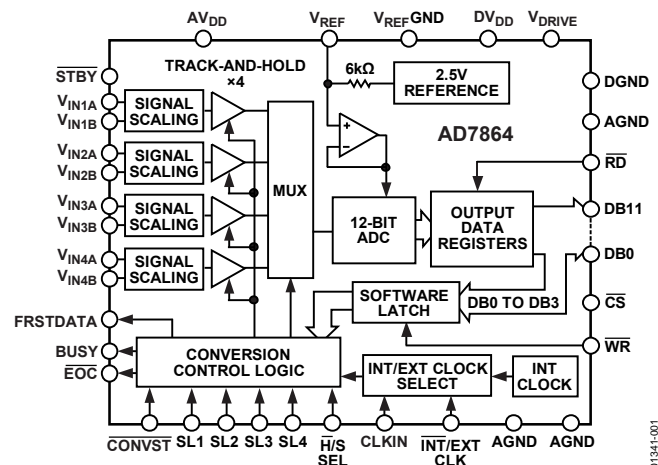 AVDD VREF VREFGND DVDD VDRIVE
STBY
TRACK-AND-HOLD
×4
6kΩ
2.5V
REFERENCE
DGND
VIN1A
VIN1B
SIGNAL
SCALING
AGND
AD7864
+
–
VIN2A
VIN2B
SIGNAL
SCALING
RD
MUX
VIN3A
VIN3B
SIGNAL
SCALING
12-BIT
ADC
OUTPUT
DATA
REGISTERS
DB11
DB0
VIN4A
VIN4B
SIGNAL
SCALING
SOFTWARE
LATCH
DB0 TO DB3
CS
FRSTDATA
WR
BUSY
EOC
CONVERSION
CONTROL LOGIC
INT/EXT CLOCK
SELECT
INT
CLOCK
CONVST SL1 SL2 SL3 SL4 H/S
SEL
CLKIN INT/EXT
CLK
AGND AGND
01341-001